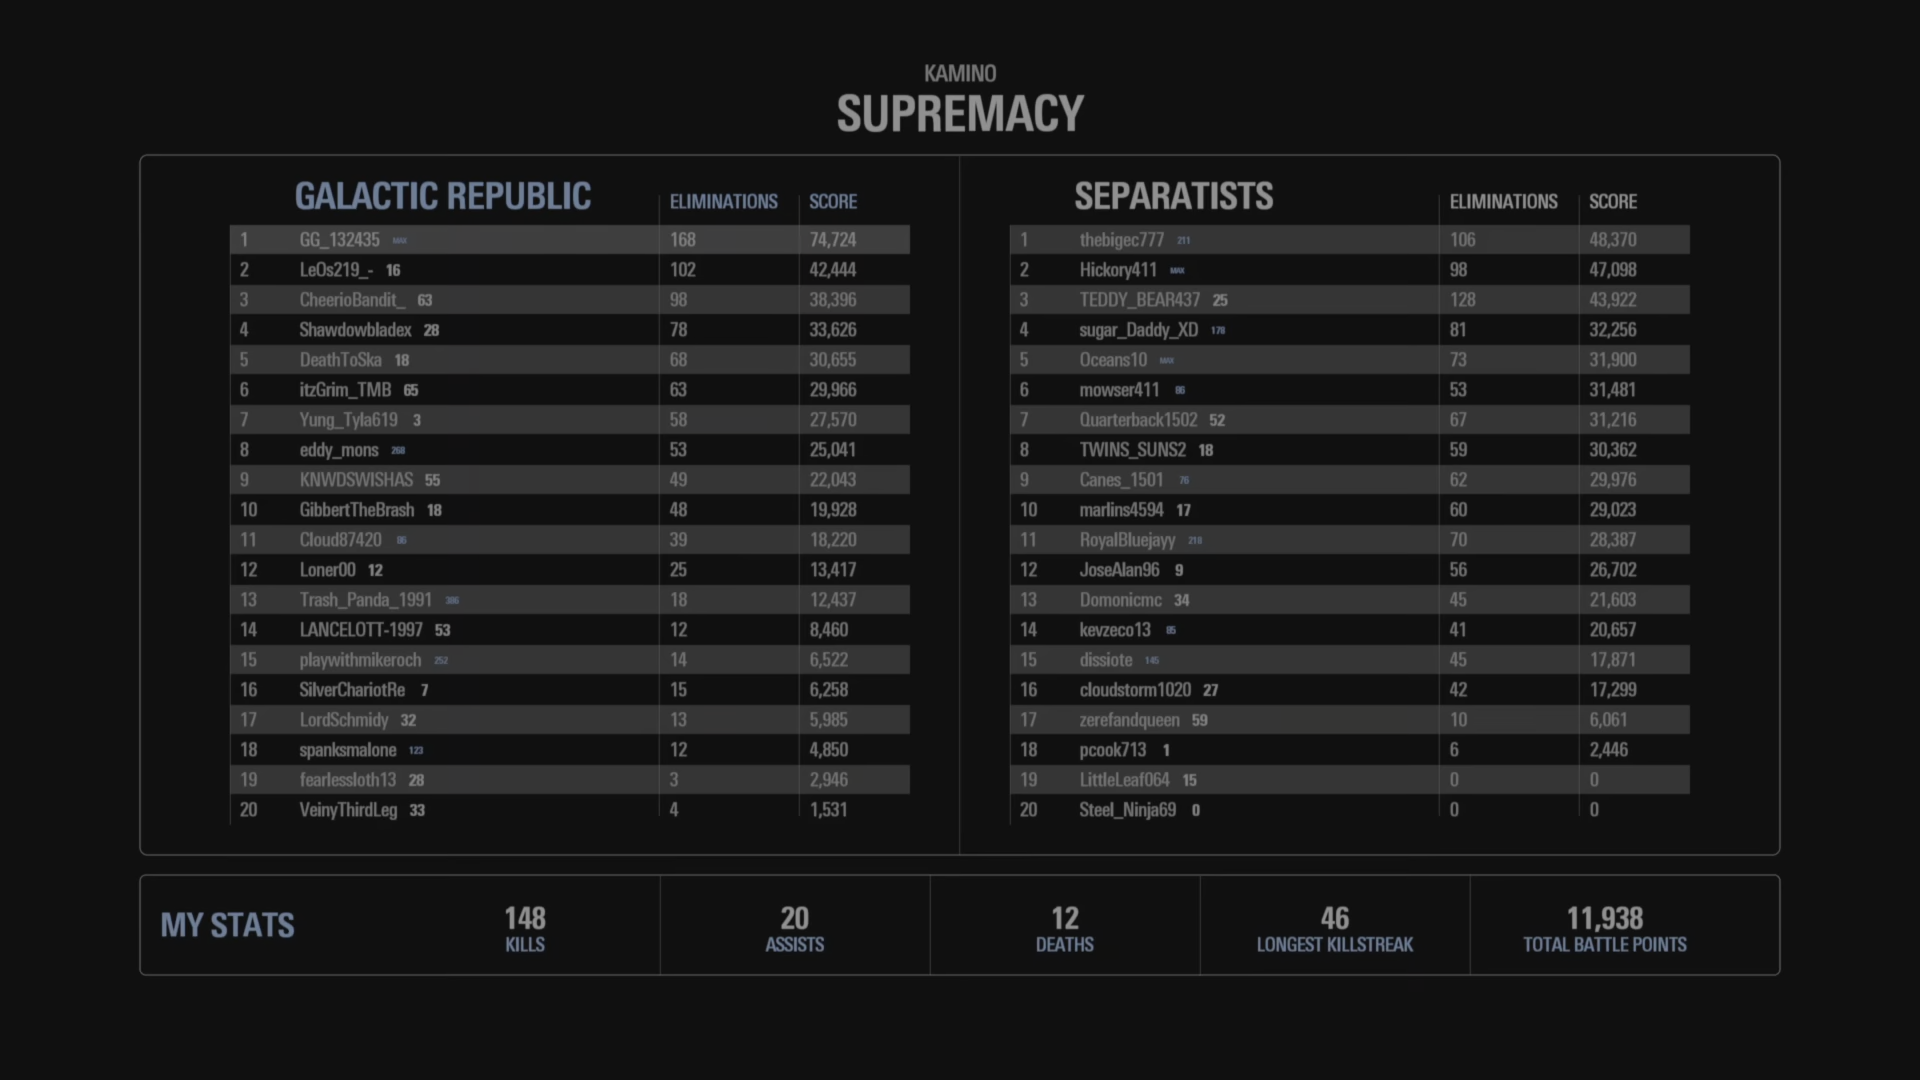 KAMINO
SUPREMACY
GALACTIC REPUBLIC ELIMINATIONS SCORE
1 GG_132435 MAX 168 74,724
2 LeOs219_- 16 102 42,444
3 CheerioBandit_ 63 98 38,396
4 Shawdowbladex 28 78 33,626
5 DeathToSka 18 68 30,655
6 itzGrim_TMB 65 63 29,966
7 Yung_Tyla619 3 58 27,570
8 eddy_mons 268 53 25,041
9 KNWDSWISHAS 55 49 22,043
10 GibbertTheBrash 18 48 19,928
11 Cloud87420 39 18,220
12 Loner00 12 25 13,417
13 Trash_Panda_1991 18 12,437
14 LANCELOTT-1997 53 12 8,460
15 playwithmikeroch 252 14 6,522
16 SilverChariotRe 7 15 6,258
17 LordSchmidy 32 13 5,985
18 spanksmalone 123 12 4,850
19 fearlessloth13 28 3 2,946
20 VeinyThirdLeg 33 4 1,531
SEPARATISTS ELIMINATIONS SCORE
1 thebigec777 211 106 48,370
2 Hickory411 MAX 98 47,098
3 TEDDY_BEAR437 25 128 43,922
4 sugar_Daddy_XD 178 81 32,256
5 Oceans10 MAX 73 31,900
6 mowser411 53 31,481
7 Quarterback1502 52 67 31,216
8 TWINS_SUNS2 18 59 30,362
9 Canes_1501 76 62 29,976
10 marlins4594 17 60 29,023
11 RoyalBluejayy 70 28,387
12 JoseAlan96 9 56 26,702
13 Domonicmc 34 45 21,603
14 kevzeco13 41 20,657
15 dissiote 145 45 17,871
16 cloudstorm1020 27 42 17,299
17 zerefandqueen 59 10 6,061
18 pcook713 1 6 2,446
19 LittleLeaf064 15 0 0
20 Steel_Ninja69 0 0 0
MY STATS
148 KILLS
20 ASSISTS
12 DEATHS
46 LONGEST KILLSTREAK
11,938 TOTAL BATTLE POINTS